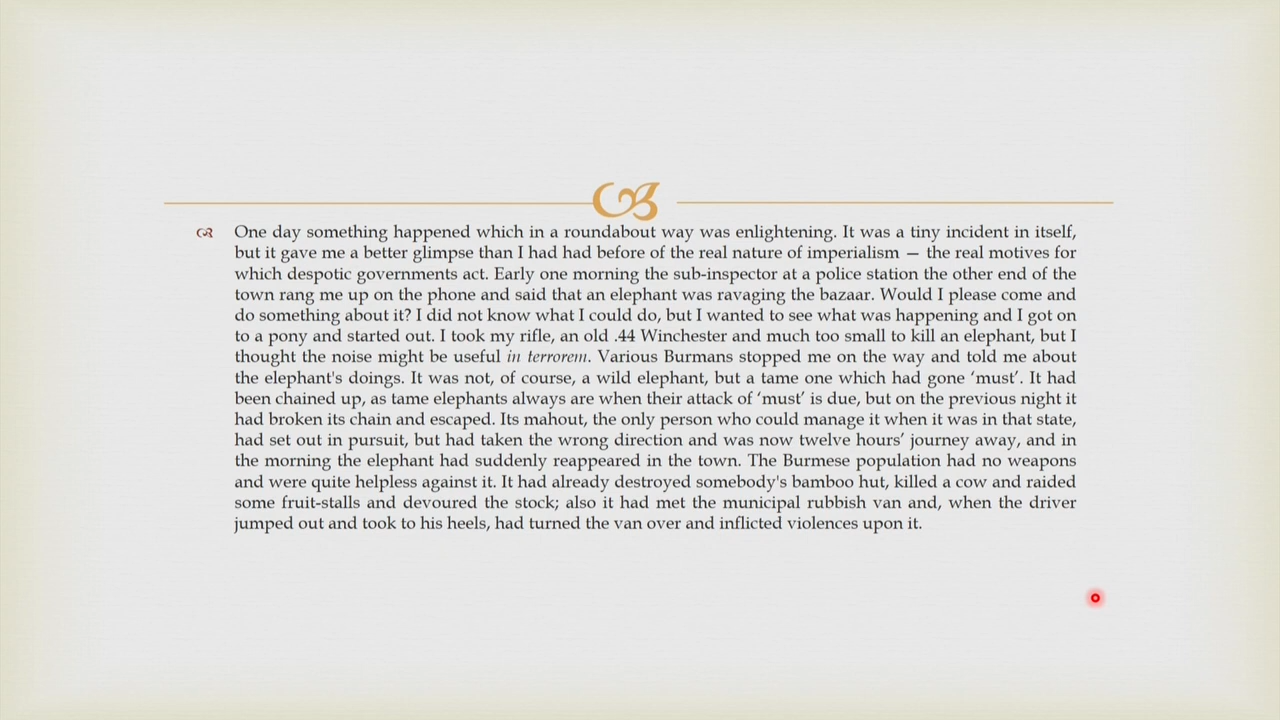 One day something happened which in a roundabout way was enlightening. It was a tiny incident in itself,
but it gave me a better glimpse than I had had before of the real nature of imperialism — the real motives for
which despotic governments act. Early one morning the sub-inspector at a police station the other end of the
town rang me up on the phone and said that an elephant was ravaging the bazaar. Would I please come and
do something about it? I did not know what I could do, but I wanted to see what was happening and I got on
to a pony and started out. I took my rifle, an old .44 Winchester and much too small to kill an elephant, but I
thought the noise might be useful in terrorem. Various Burmans stopped me on the way and told me about
the elephant's doings. It was not, of course, a wild elephant, but a tame one which had gone ‘must’. It had
been chained up, as tame elephants always are when their attack of ‘must’ is due, but on the previous night it
had broken its chain and escaped. Its mahout, the only person who could manage it when it was in that state,
had set out in pursuit, but had taken the wrong direction and was now twelve hours’ journey away, and in
the morning the elephant had suddenly reappeared in the town. The Burmese population had no weapons
and were quite helpless against it. It had already destroyed somebody's bamboo hut, killed a cow and raided
some fruit-stalls and devoured the stock; also it had met the municipal rubbish van and, when the driver
jumped out and took to his heels, had turned the van over and inflicted violences upon it.